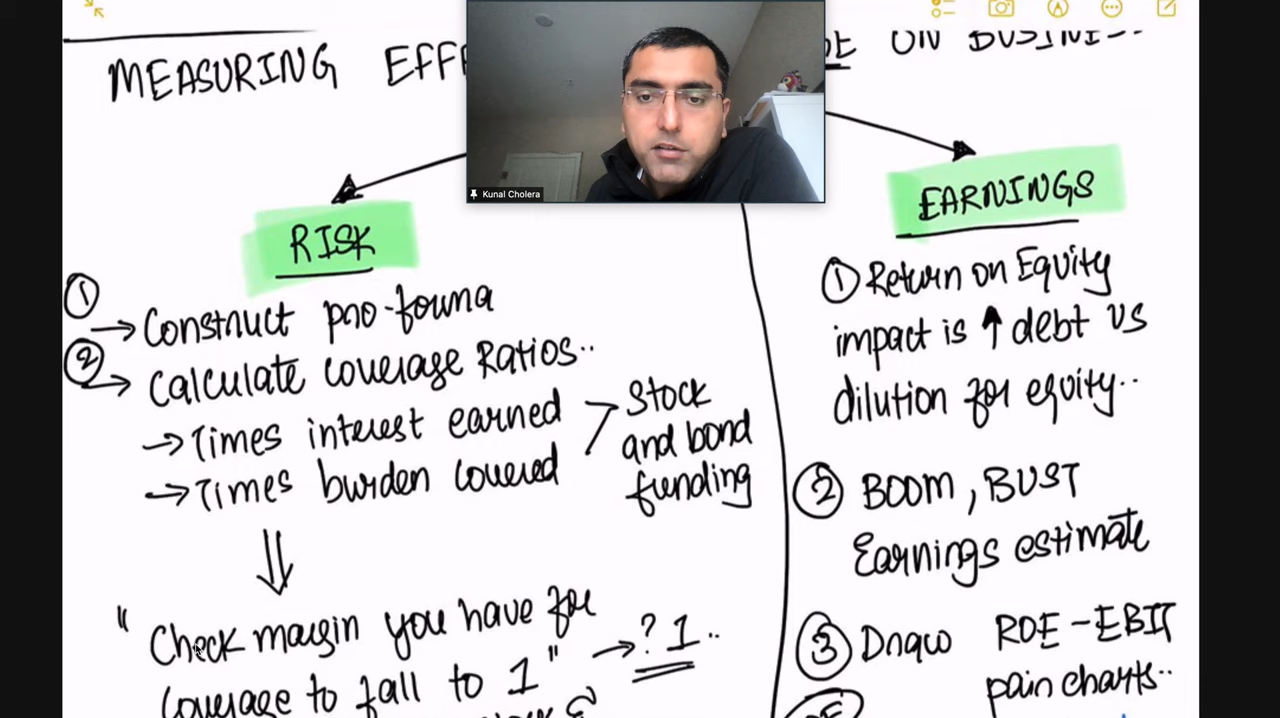 MEASURING EFF
ON BUSINES
RISK
①
→ Construct pro-forma
②
→ Calculate coverage Ratios..
→ Times interest earned
→ Times burden covered
Stock
and bond
funding
"Check margin you have for
coverage to fall to 1" → ? 1..
EARNINGS
① Return on Equity
impact is ↑ debt vs
dilution for equity..
② BOOM, BUST
Earnings estimate
③ Draw ROE-EBIT
pain charts..
Kunal Cholera